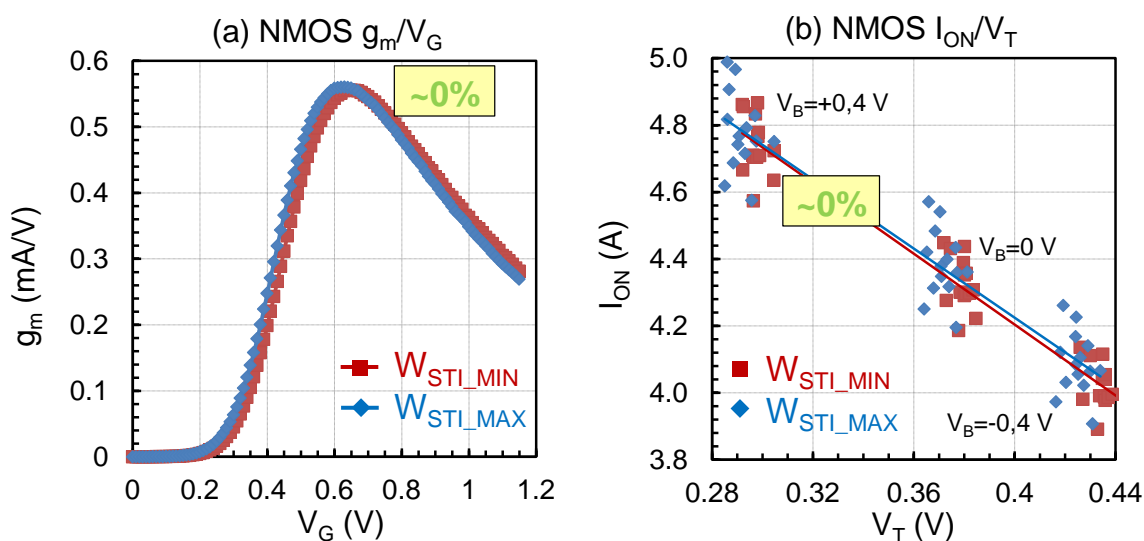 (a) NMOS gm/VG
0.6
0.5
0.4
0.3
0.2
0.1
0
gm (mA/V)
~0%
WSTI_MIN
WSTI_MAX
0
0.2
0.4
0.6
0.8
1
1.2
VG (V)
(b) NMOS ION/VT
5.0
4.8
4.6
4.4
4.2
4.0
3.8
ION (A)
VB=+0,4 V
~0%
VB=0 V
WSTI_MIN
WSTI_MAX
VB=-0,4 V
0.28
0.32
0.36
0.4
0.44
VT (V)